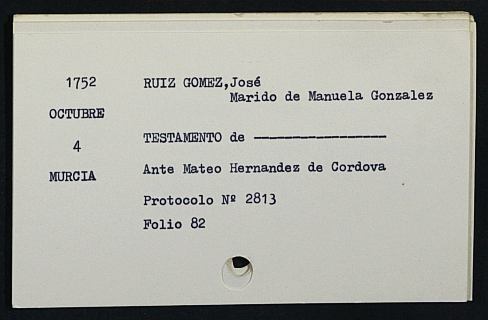 1752 RUIZ GOMEZ,José
Marido de Manuela Gonzalez
OCTUBRE
TESTAMENTO de -----------------
4
Ante Mateo Hernandez de Cordova
MURCIA
Protocolo Nº 2813
Folio 82